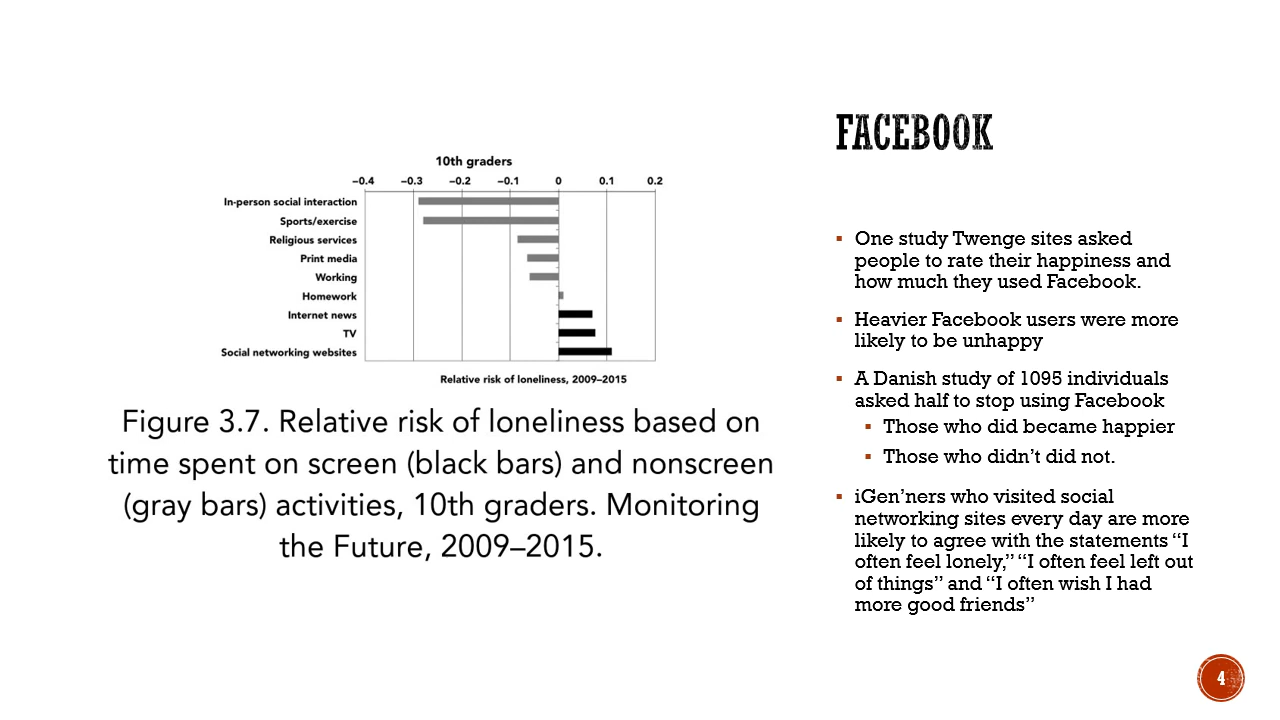 FACEBOOK
10th graders
−0.4 −0.3 −0.2 −0.1 0 0.1 0.2
In-person social interaction
Sports/exercise
Religious services
Print media
Working
Homework
Internet news
TV
Social networking websites
Relative risk of loneliness, 2009–2015
Figure 3.7. Relative risk of loneliness based on
time spent on screen (black bars) and nonscreen
(gray bars) activities, 10th graders. Monitoring
the Future, 2009–2015.
▪ One study Twenge sites asked
people to rate their happiness and
how much they used Facebook.
▪ Heavier Facebook users were more
likely to be unhappy
▪ A Danish study of 1095 individuals
asked half to stop using Facebook
▪ Those who did became happier
▪ Those who didn’t did not.
▪ iGen’ners who visited social
networking sites every day are more
likely to agree with the statements “I
often feel lonely,” “I often feel left out
of things” and “I often wish I had
more good friends”
4